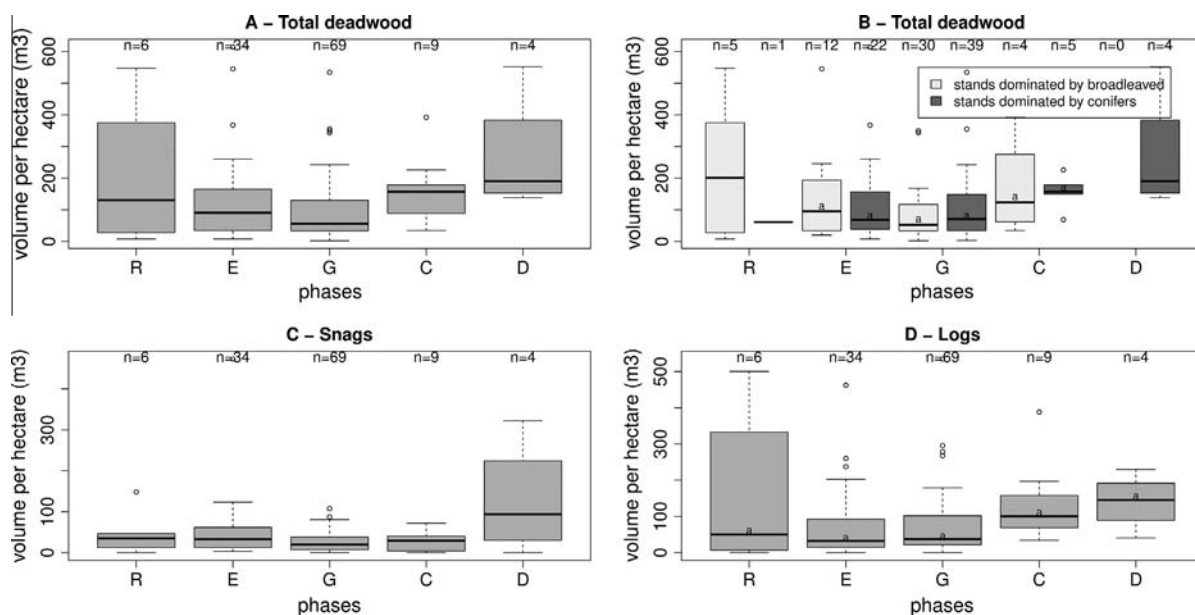 A – Total deadwood
n=6 n=34 n=69 n=9 n=4
volume per hectare (m3)
600
400
200
0
R E G C D
phases
B – Total deadwood
n=5 n=1 n=12 n=22 n=30 n=39 n=4 n=5 n=0 n=4
stands dominated by broadleaved
stands dominated by conifers
volume per hectare (m3)
600
400
200
0
a a a a a a
R E G C D
phases
C – Snags
n=6 n=34 n=69 n=9 n=4
volume per hectare (m3)
300
100
0
R E G C D
phases
D – Logs
n=6 n=34 n=69 n=9 n=4
volume per hectare (m3)
500
300
100
0
a a a a a
R E G C D
phases